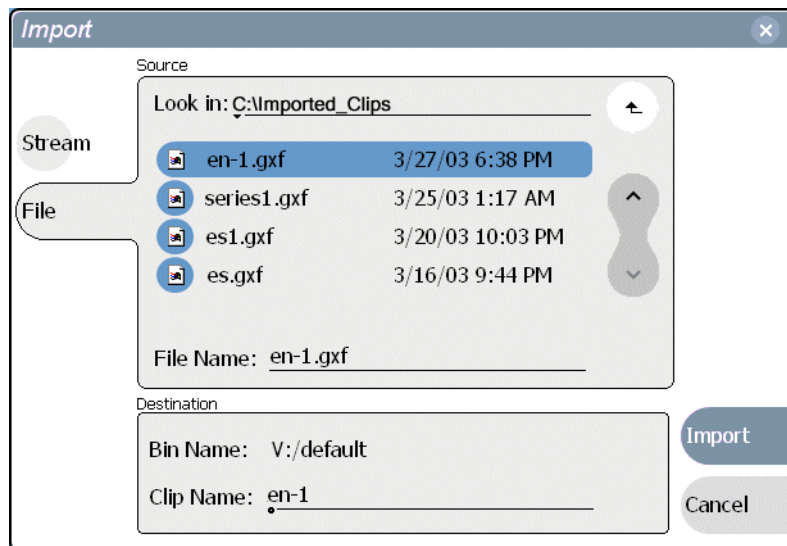 Import
Source
Look in: C:\Imported_Clips
Stream
en-1.gxf 3/27/03 6:38 PM
series1.gxf 3/25/03 1:17 AM
File
es1.gxf 3/20/03 10:03 PM
es.gxf 3/16/03 9:44 PM
File Name: en-1.gxf
Destination
Bin Name: V:/default
Import
Clip Name: en-1
Cancel